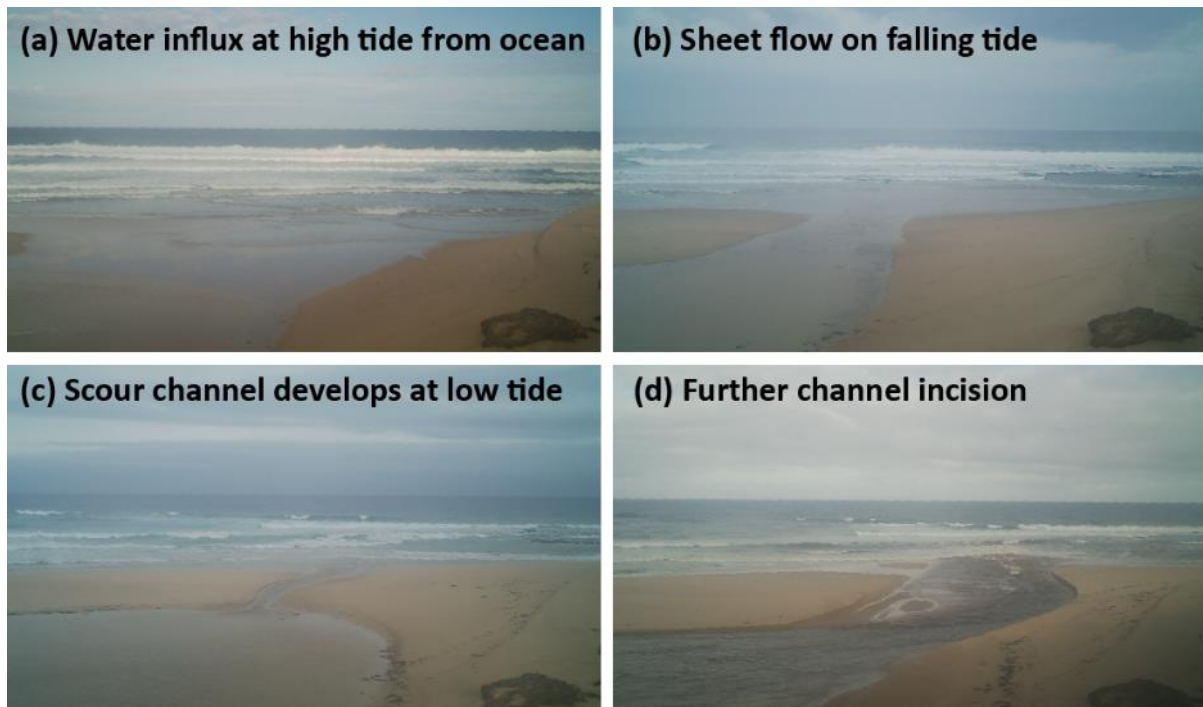 (a) Water influx at high tide from ocean
(b) Sheet flow on falling tide
(c) Scour channel develops at low tide
(d) Further channel incision